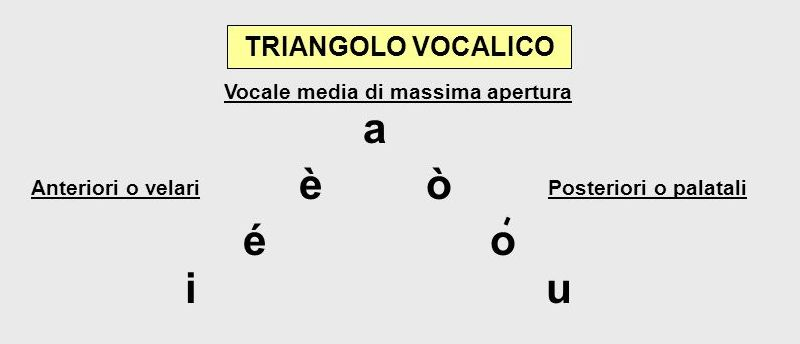 TRIANGOLO VOCALICO
Vocale media di massima apertura
a
Anteriori o velari è ò Posteriori o palatali
é ó
i u